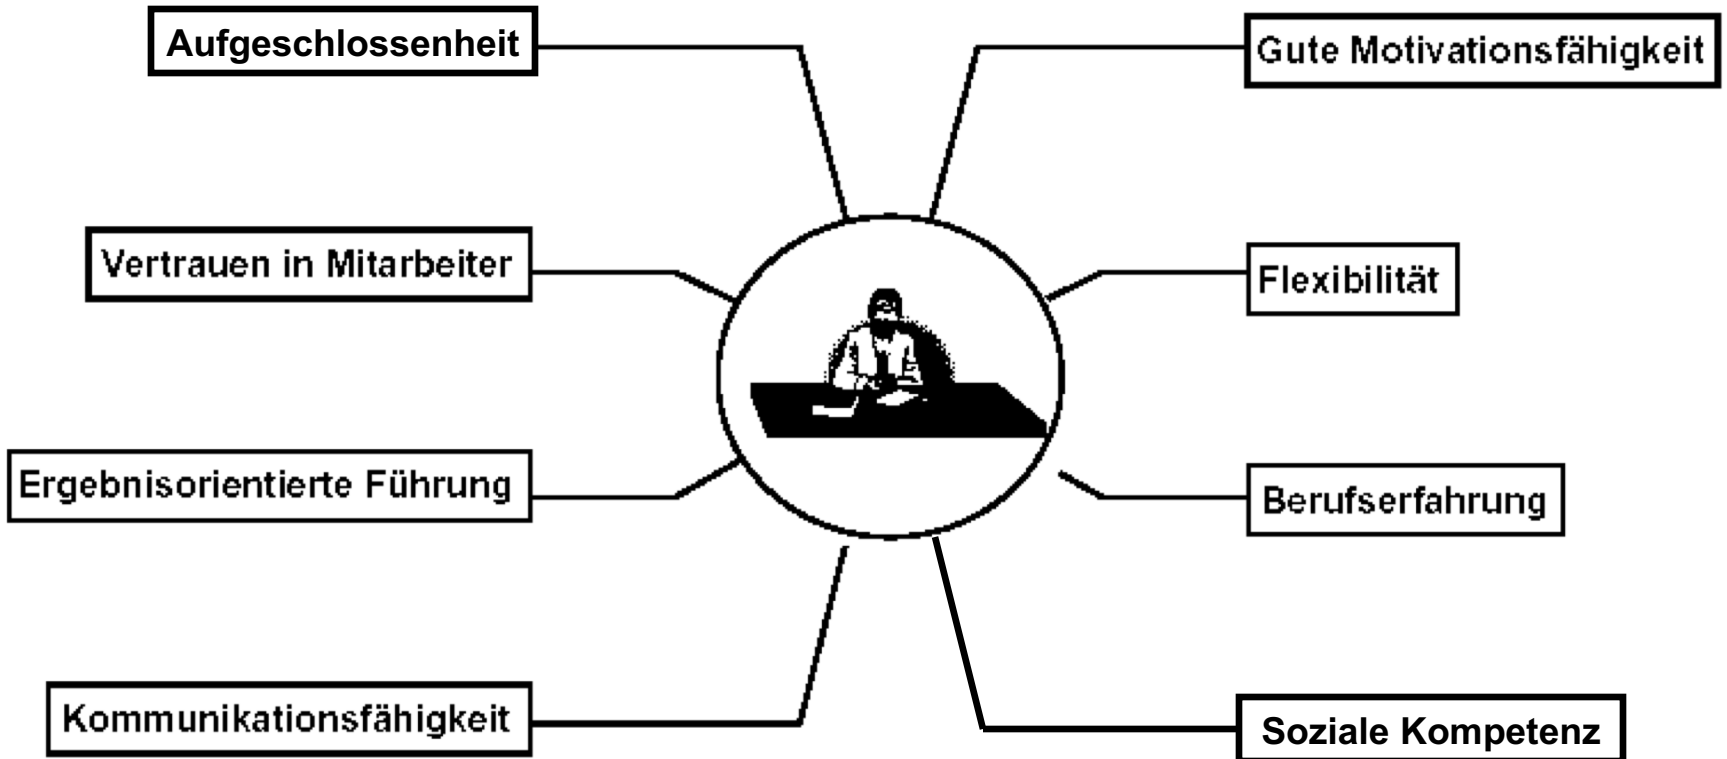 Aufgeschlossenheit
Gute Motivationsfähigkeit
Vertrauen in Mitarbeiter
Flexibilität
Ergebnisorientierte Führung
Berufserfahrung
Kommunikationsfähigkeit
Soziale Kompetenz